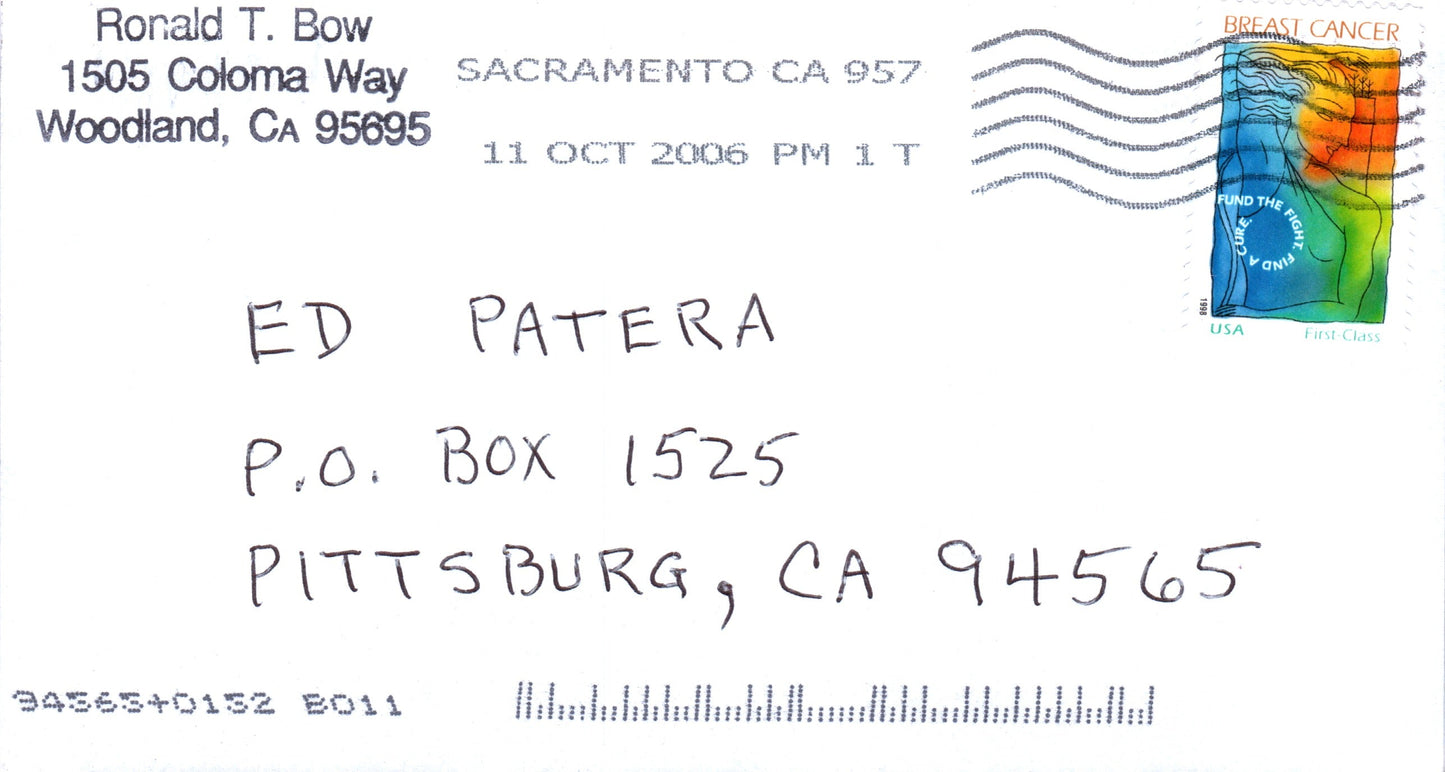 Ronald T. Bow
1505 Coloma Way
Woodland, CA 95695
SACRAMENTO CA 957
11 OCT 2006 PM 1 T
BREAST CANCER
FUND THE FIGHT. FIND A CURE.
1998
USA First-Class
ED PATERA
P.O. BOX 1525
PITTSBURG, CA 94565
94565+0152 B011